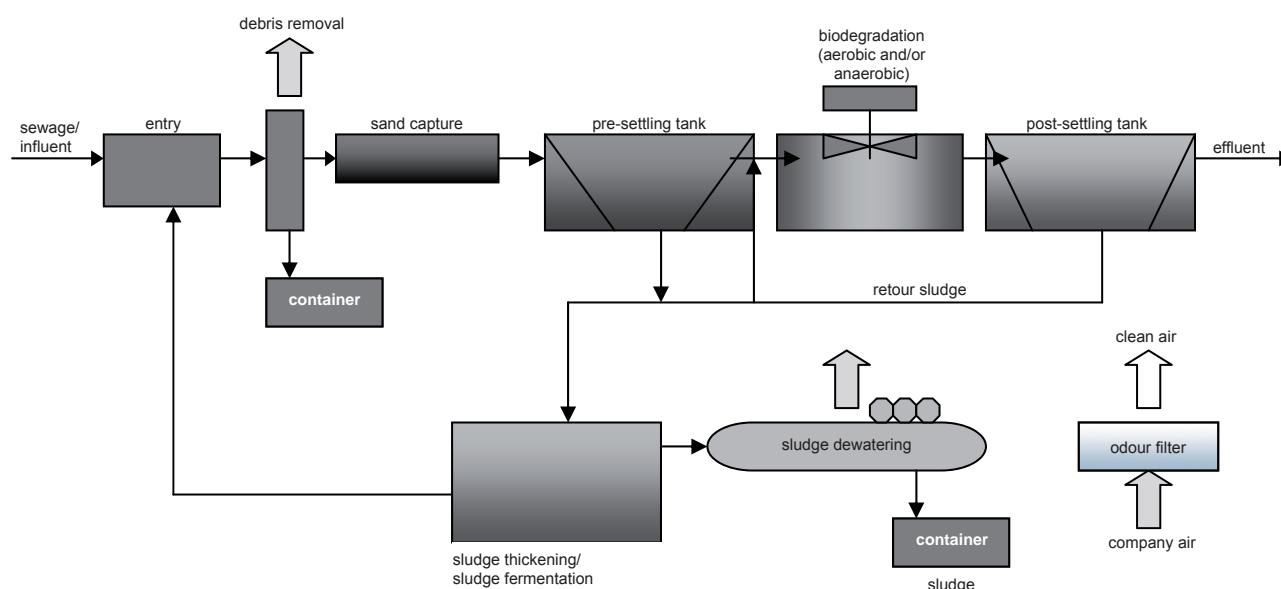 debris removal
biodegradation
(aerobic and/or
anaerobic)
sewage/
influent
entry
sand capture
pre-settling tank
post-settling tank
effluent
container
retour sludge
clean air
sludge dewatering
odour filter
container
company air
sludge thickening/
sludge fermentation
sludge